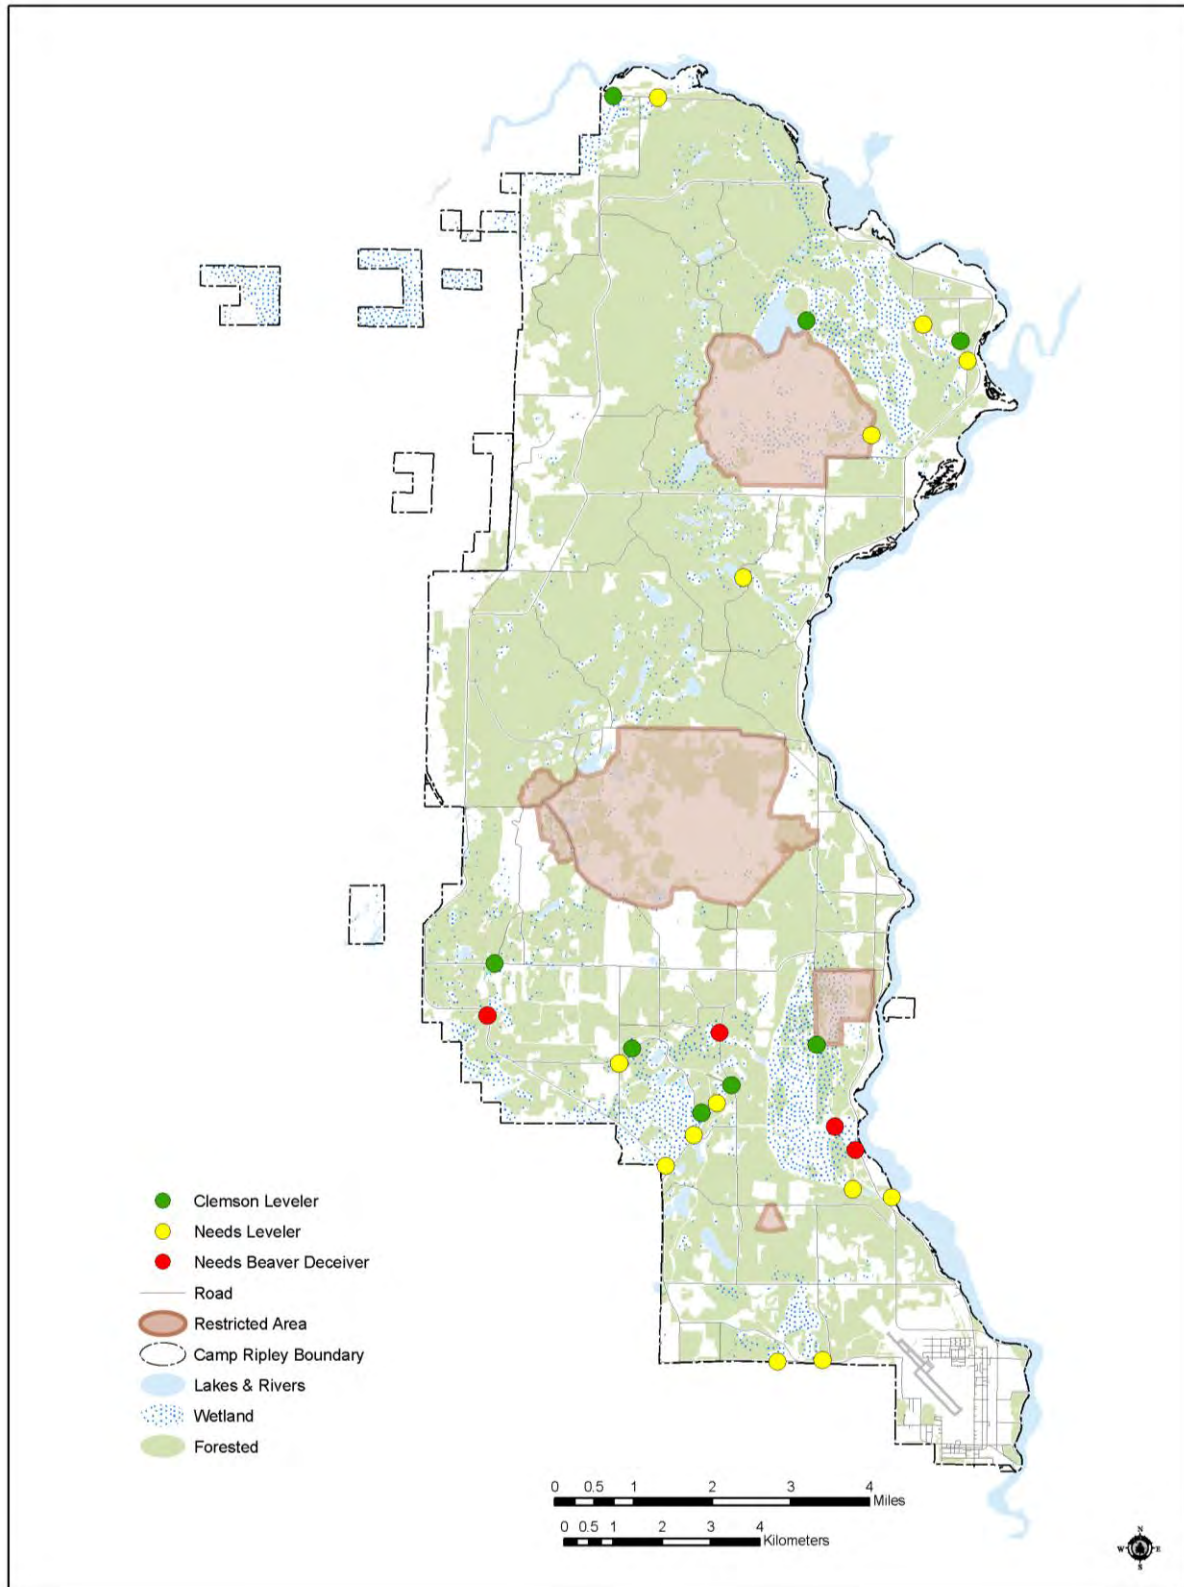 Clemson Leveler
Needs Leveler
Needs Beaver Deceiver
Road
Restricted Area
Camp Ripley Boundary
Lakes & Rivers
Wetland
Forested
0 0.5 1 2 3 4 Miles
0 0.5 1 2 3 4 Kilometers
N
W E
S